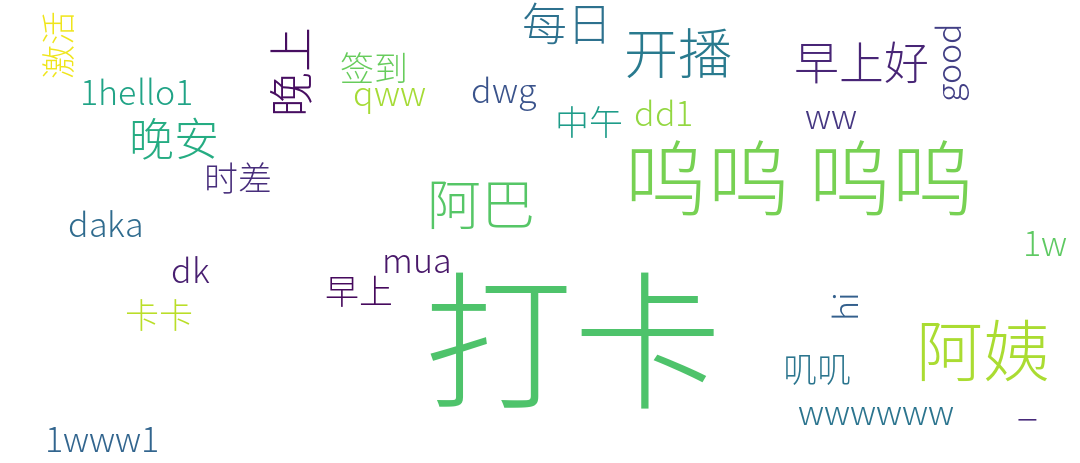 每日
开播
早上好
good
激活
晚上
签到
1hello1
qww
dwg
中午
dd1
ww
晚安
时差
呜呜 呜呜
阿巴
daka
1w
mua
dk
早上
打卡
hi
卡卡
阿姨
叽叽
wwwwww
_
1www1